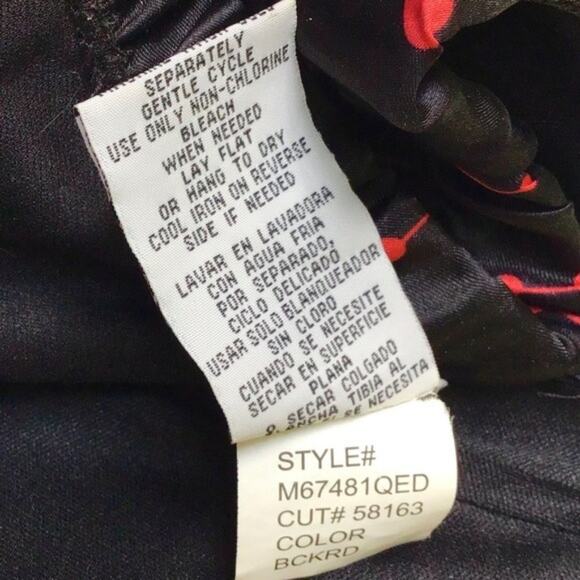 SEPARATELY
GENTLE CYCLE
USE ONLY NON-CHLORINE
BLEACH
WHEN NEEDED
LAY FLAT
OR HANG TO DRY
COOL IRON ON REVERSE
SIDE IF NEEDED
LAVAR EN LAVADORA
CON AGUA FRIA
POR SEPARADO,
CICLO DELICADO
USAR SOLO BLANQUEADOR
SIN CLORO
CUANDO SE NECESITE
SECAR EN SUPERFICIE
PLANA
O SECAR COLGADO
PLANCHA TIBIA AL
SE NECESITA
STYLE#
M67481QED
CUT# 58163
COLOR
BCKRD